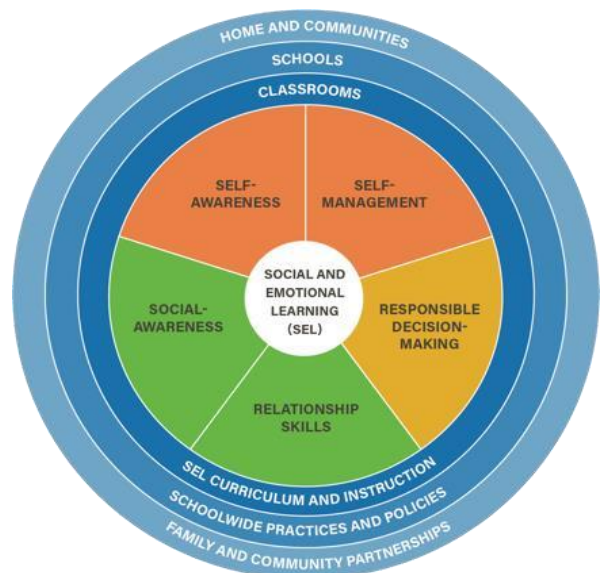 HOME AND COMMUNITIES
SCHOOLS
CLASSROOMS
SELF-
AWARENESS
SELF-
MANAGEMENT
SOCIAL AND
EMOTIONAL
LEARNING
(SEL)
SOCIAL-
AWARENESS
RESPONSIBLE
DECISION-
MAKING
RELATIONSHIP
SKILLS
SEL CURRICULUM AND INSTRUCTION
SCHOOLWIDE PRACTICES AND POLICIES
FAMILY AND COMMUNITY PARTNERSHIPS